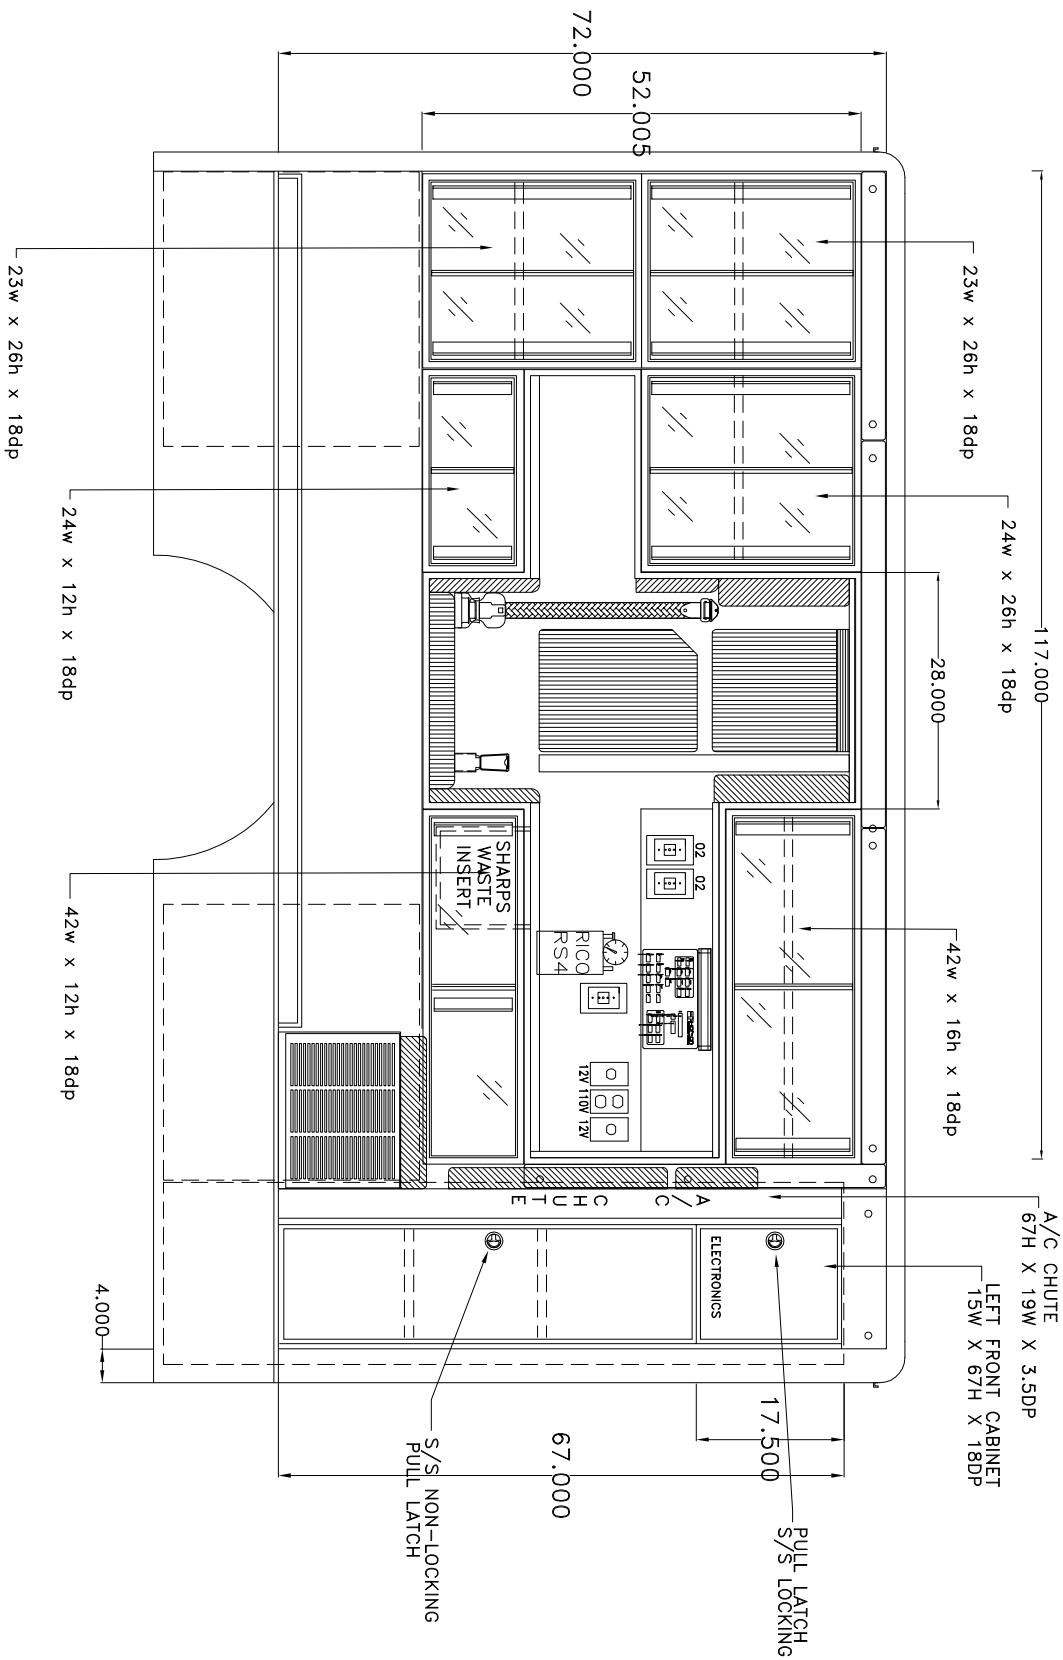 A/C CHUTE
67H X 19W X 3.5DP
LEFT FRONT CABINET
15W X 67H X 18DP
117.000
23w x 26h x 18dp
24w x 26h x 18dp
28.000
42w x 16h x 18dp
72.000
52.005
17.500
67.000
PULL LATCH
S/S LOCKING
ELECTRONICS
A/C
CHUTE
O2
O2
RICO
RS4
12V
110V
12V
SHARPS
WASTE
INSERT
S/S NON-LOCKING
PULL LATCH
4.000
23w x 26h x 18dp
24w x 12h x 18dp
42w x 12h x 18dp